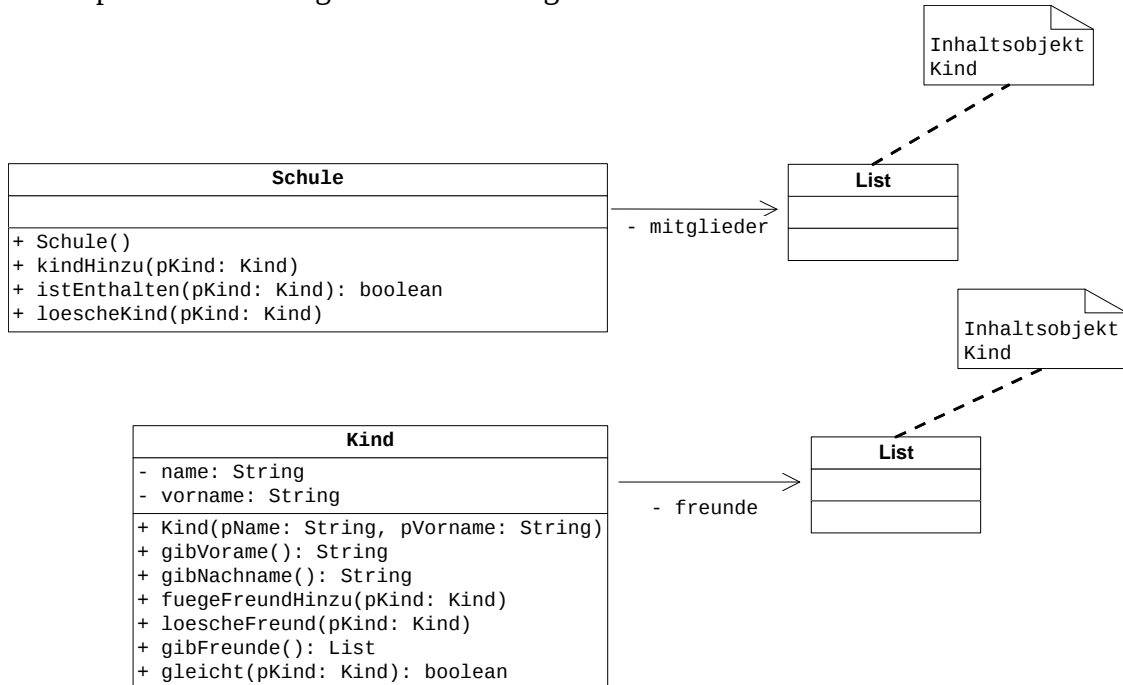 Inhaltsobjekt
Kind
Schule
+ Schule()
+ kindHinzu(pKind: Kind)
+ istEnthalten(pKind: Kind): boolean
+ loescheKind(pKind: Kind)
- mitglieder
List
Inhaltsobjekt
Kind
Kind
- name: String
- vorname: String
+ Kind(pName: String, pVorname: String)
+ gibVorame(): String
+ gibNachname(): String
+ fuegeFreundHinzu(pKind: Kind)
+ loescheFreund(pKind: Kind)
+ gibFreunde(): List
+ gleicht(pKind: Kind): boolean
- freunde
List